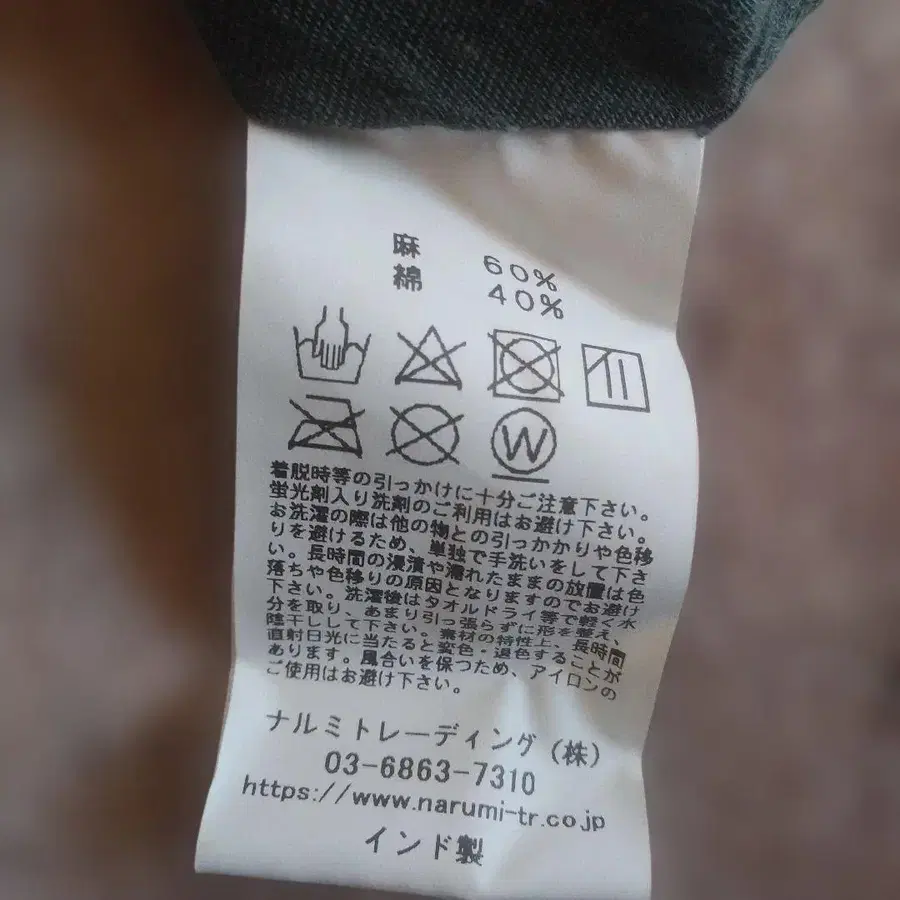 麻 60%
綿 40%
W
着脱時等の引っかけに十分ご注意下さい。
蛍光剤入り洗剤のご利用はお避け下さい。
お洗濯の際は他の物との引っかかりや色移
りを避けるため、単独で手洗いをして下さ
い。長時間の浸漬や濡れたままの放置は色
落ちや色移りの原因となりますのでお避け
下さい。洗濯後はタオルドライ等で軽く水
分を取り、あまり引っ張らずに形を整え、
陰干しして下さい。素材の特性上、長時間
直射日光に当たると変色・退色することが
あります。風合いを保つため、アイロンの
ご使用はお避け下さい。
ナルミトレーディング(株)
03-6863-7310
https://www.narumi-tr.co.jp
インド製